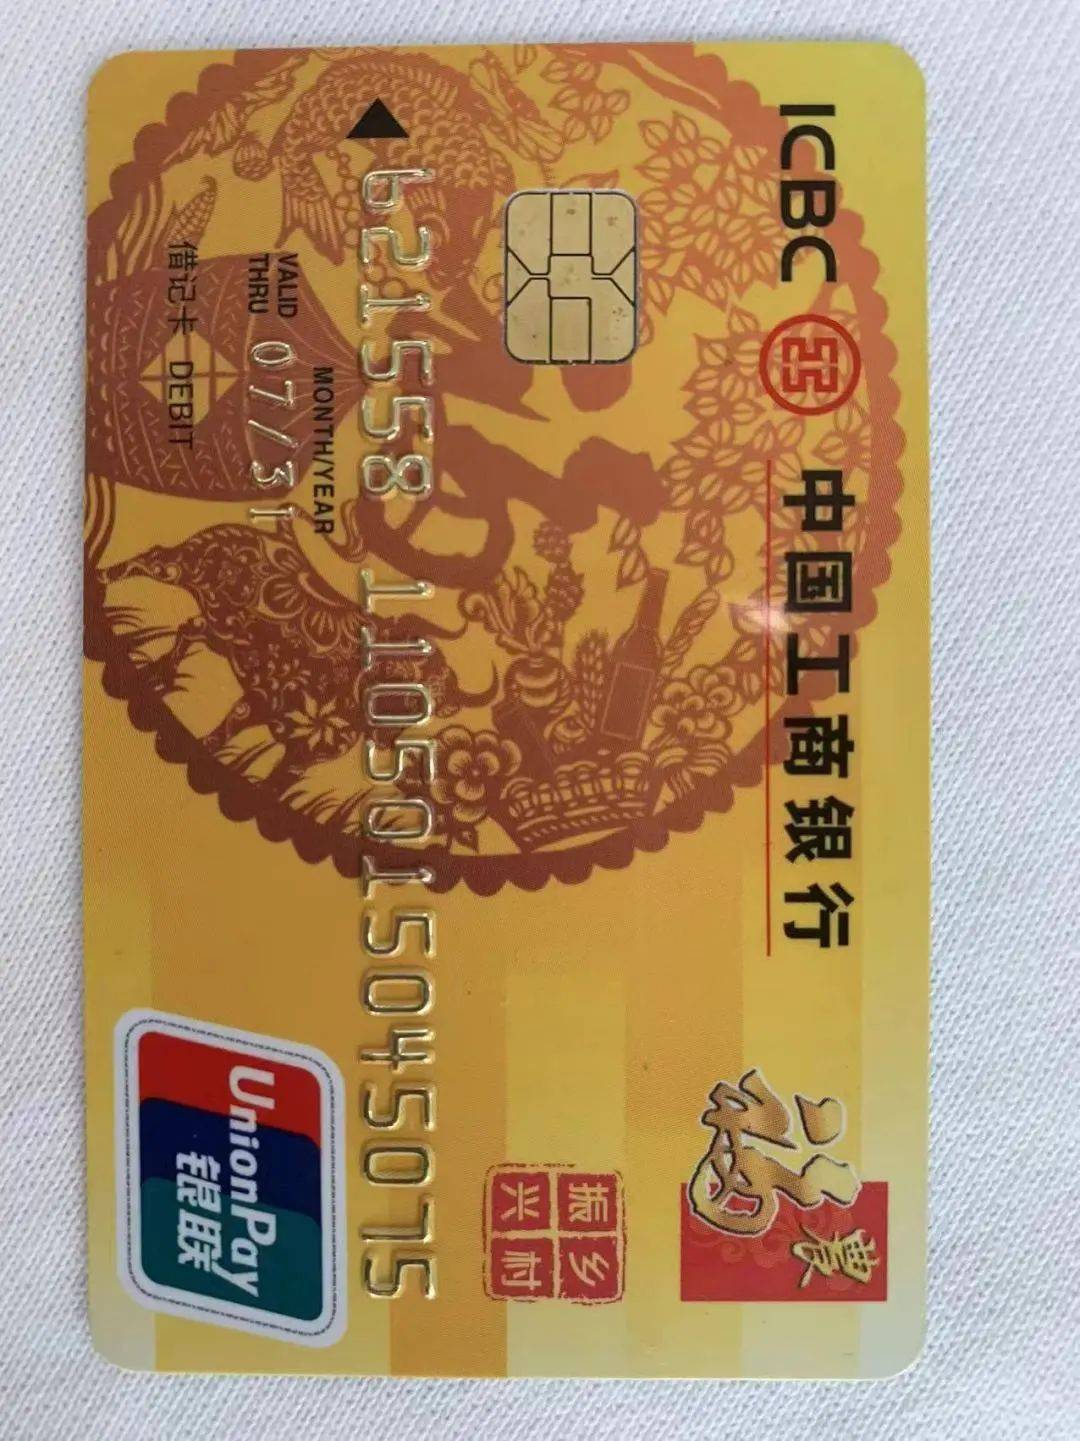 ICBC 中国工商银行
福農
振乡
兴村
621558 1105015045075
MONTH/YEAR
VALID THRU 07/31
借记卡 DEBIT
UnionPay
银联